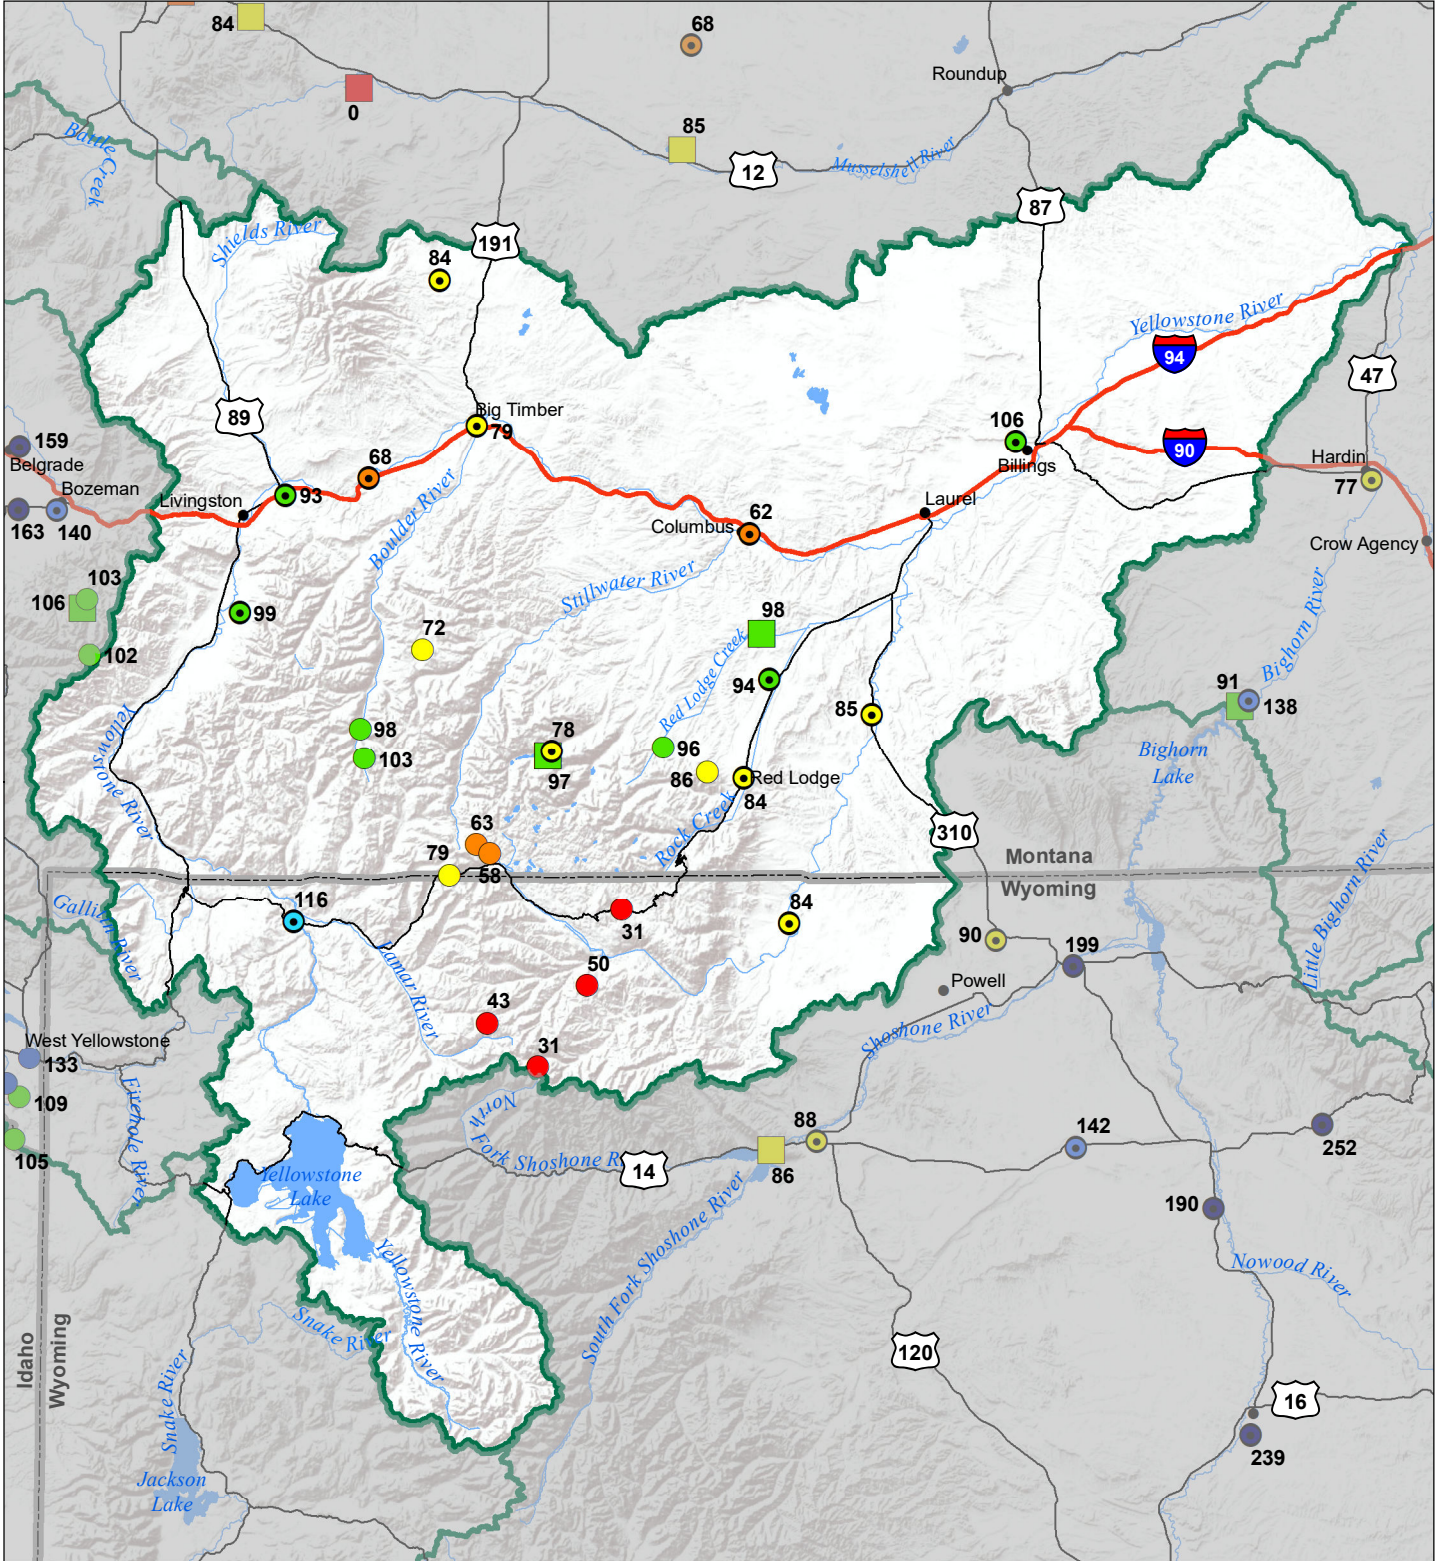 84
68
Roundup
0
85
12
Musselshell River
Battle
Creek
87
Shields River
191
84
Yellowstone River
94
47
89
Big Timber
79
106
90
159
Belgrade
Bozeman
68
Billings
Hardin
77
Livingston
93
Laurel
163
140
Columbus
62
Crow Agency
Boulder River
Stillwater River
103
106
99
98
72
102
Red Lodge Creek
94
Bighorn River
91
138
85
Yellowstone River
98
103
78
97
96
86
Red Lodge
84
Bighorn
Lake
Rock Creek
63
58
79
310
Montana
Wyoming
Little Bighorn River
Gallatin River
116
31
84
90
199
Lamar River
50
Powell
43
Shoshone River
West Yellowstone
133
31
109
Firehole River
North
Fork Shoshone R
105
88
142
252
14
86
Yellowstone
Lake
190
South Fork Shoshone River
Yellowstone River
Nowood River
Snake River
Idaho
Wyoming
120
Snake River
16
239
Jackson
Lake